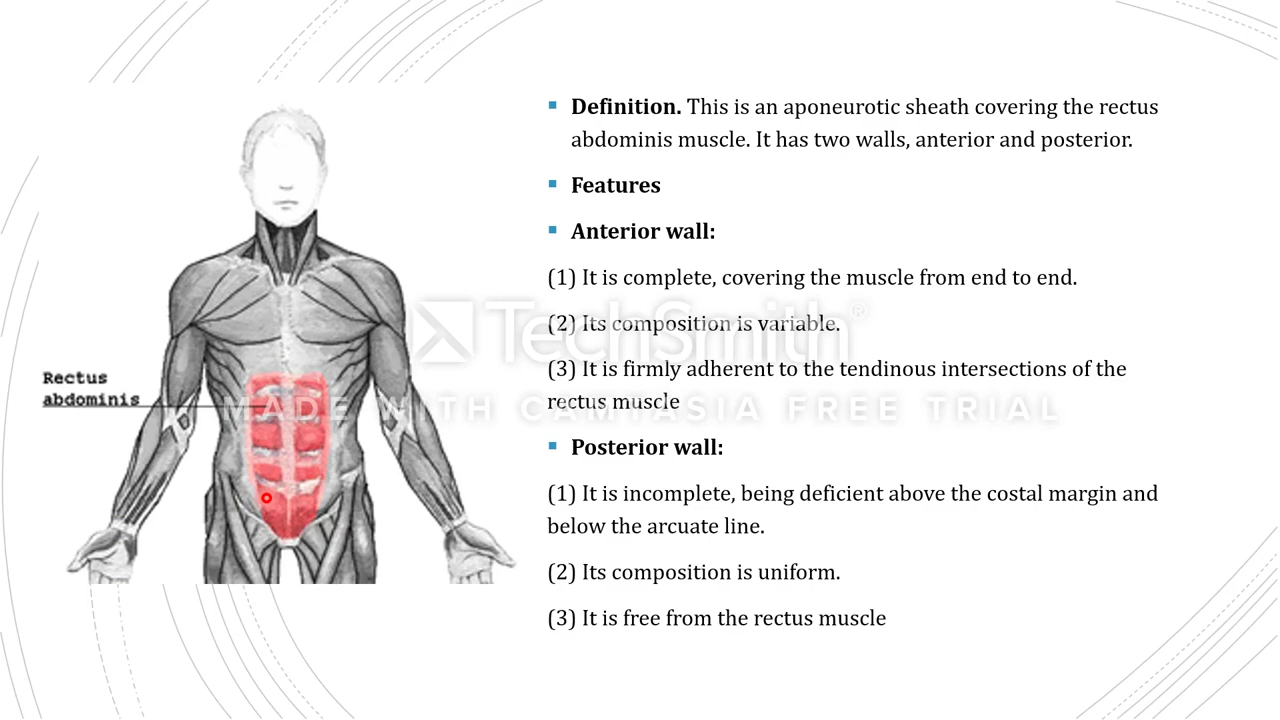 Definition. This is an aponeurotic sheath covering the rectus
abdominis muscle. It has two walls, anterior and posterior.
Features
Anterior wall:
(1) It is complete, covering the muscle from end to end.
(2) Its composition is variable.
(3) It is firmly adherent to the tendinous intersections of the
rectus muscle
Posterior wall:
(1) It is incomplete, being deficient above the costal margin and
below the arcuate line.
(2) Its composition is uniform.
(3) It is free from the rectus muscle
Rectus
abdominis
TechSmith®
MADE WITH CAMTASIA FREE TRIAL